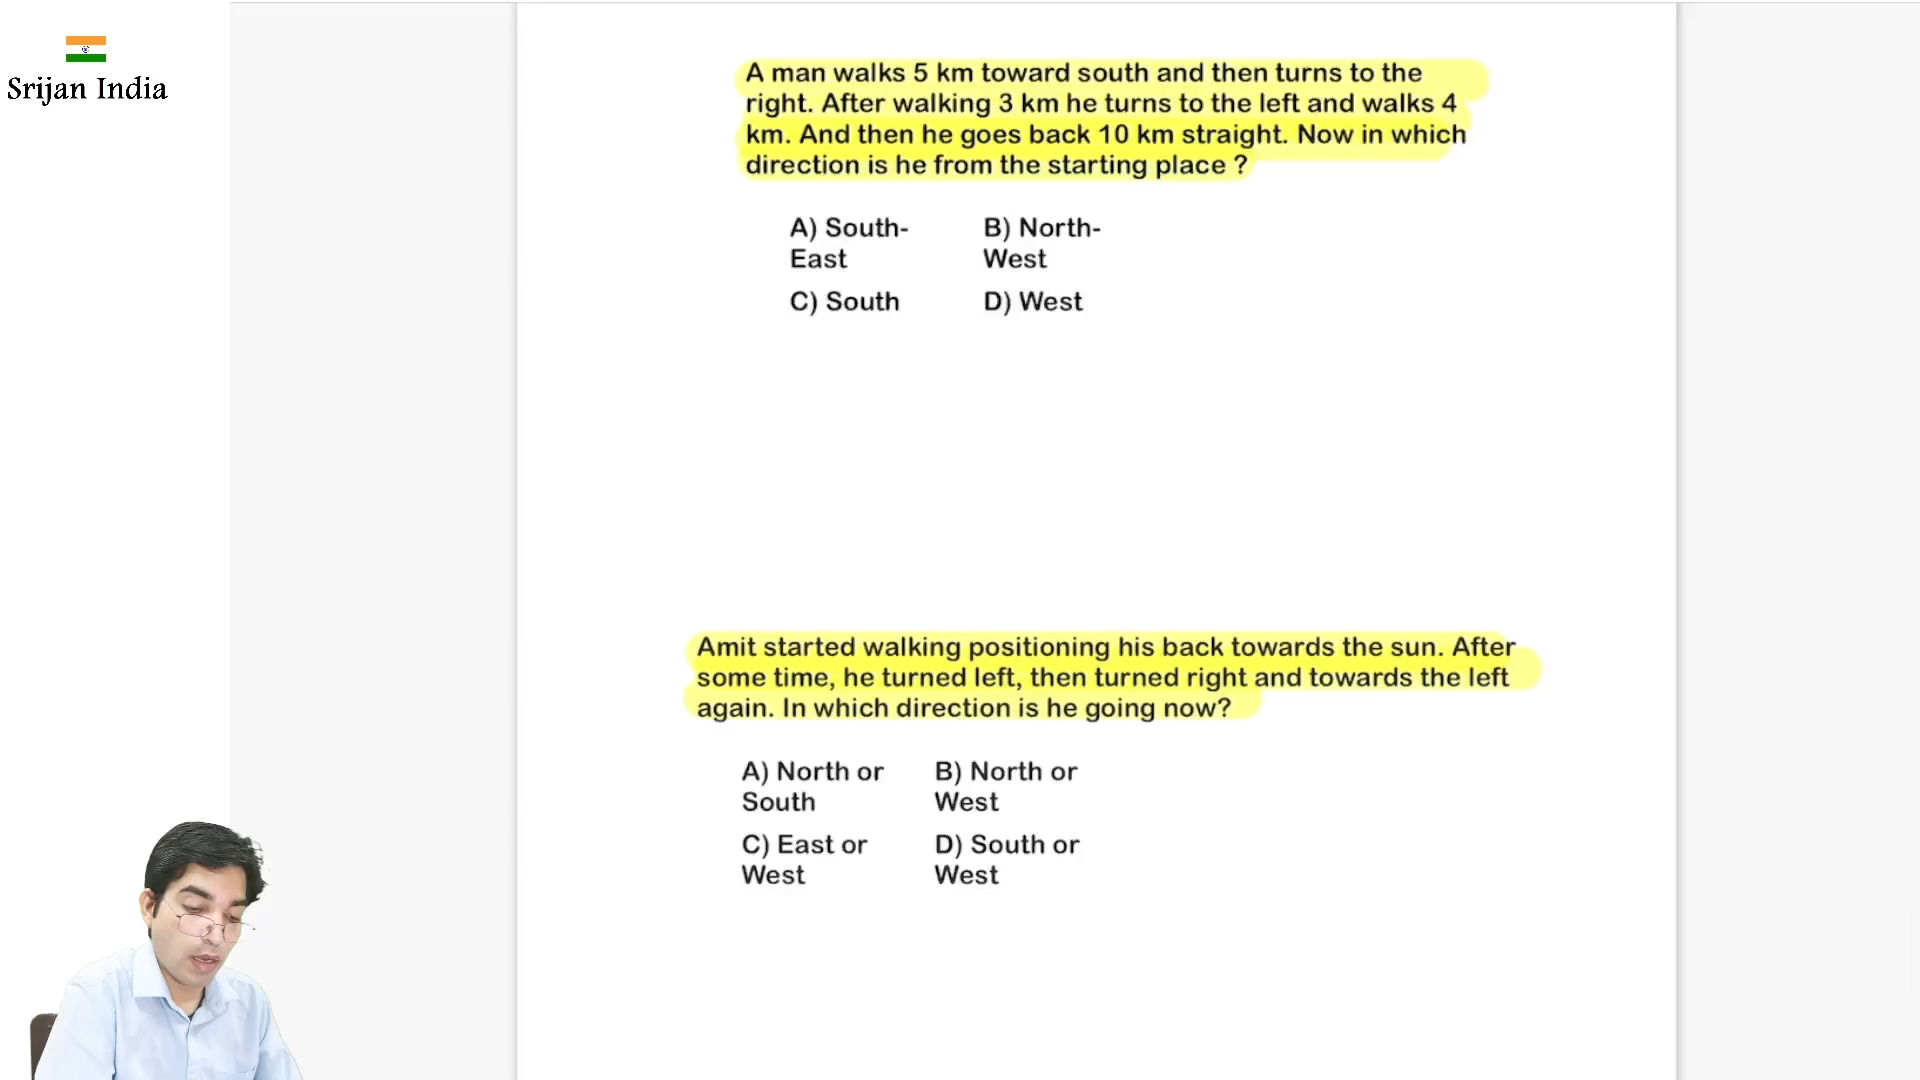 Srijan India
A man walks 5 km toward south and then turns to the
right. After walking 3 km he turns to the left and walks 4
km. And then he goes back 10 km straight. Now in which
direction is he from the starting place ?
A) South-
East
B) North-
West
C) South
D) West
Amit started walking positioning his back towards the sun. After
some time, he turned left, then turned right and towards the left
again. In which direction is he going now?
A) North or
South
B) North or
West
C) East or
West
D) South or
West